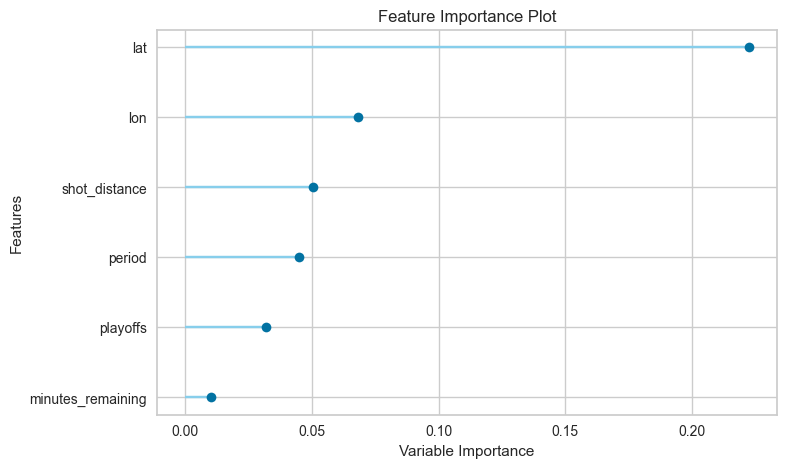 Feature Importance Plot
lat
lon
shot_distance
period
playoffs
minutes_remaining
Features
0.00 0.05 0.10 0.15 0.20
Variable Importance